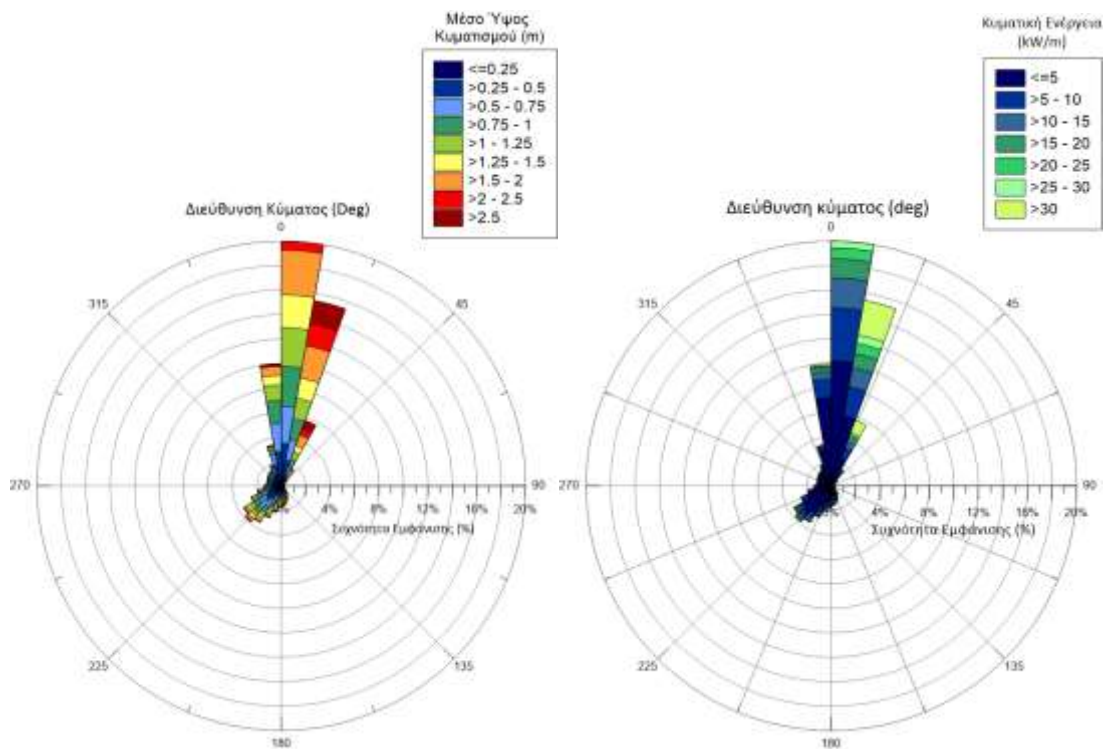 Μέσο Ύψος
Κυματισμού (m)
<=0.25
>0.25 - 0.5
>0.5 - 0.75
>0.75 - 1
>1 - 1.25
>1.25 - 1.5
>1.5 - 2
>2 - 2.5
>2.5
Διεύθυνση Κύματος (Deg)
0
45
90
135
180
225
270
315
4%
8%
12%
16%
20%
Συχνότητα Εμφάνισης (%)
Κυματική Ενέργεια
(kW/m)
<=5
>5 - 10
>10 - 15
>15 - 20
>20 - 25
>25 - 30
>30
Διεύθυνση κύματος (deg)
0
45
90
135
180
225
270
315
4%
8%
12%
16%
20%
Συχνότητα Εμφάνισης (%)